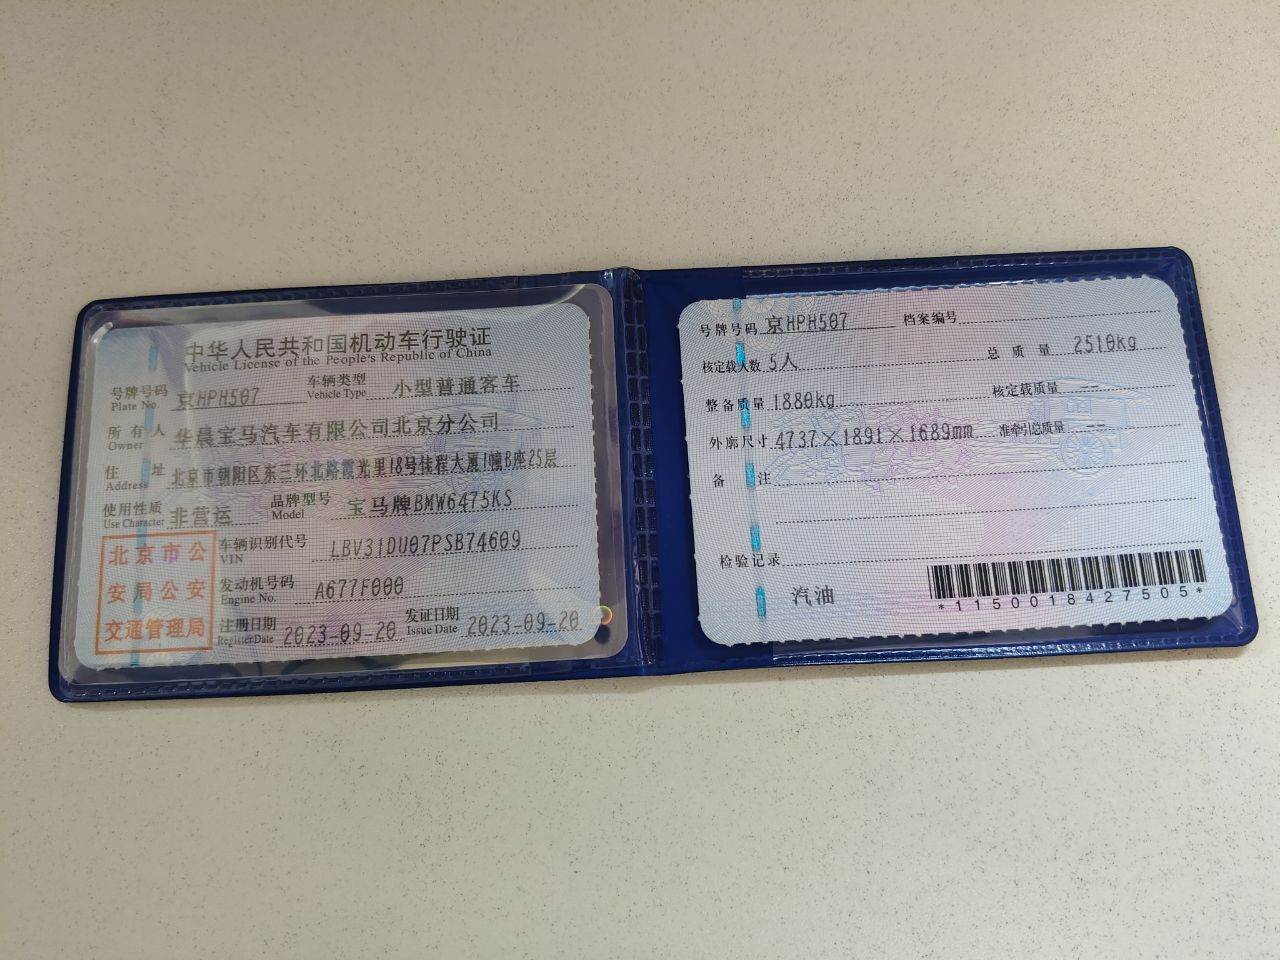 中华人民共和国机动车行驶证
Vehicle License of the People's Republic of China
号牌号码 京HPH507 车辆类型 小型普通客车
Plate No. Vehicle Type
所有人 华晨宝马汽车有限公司北京分公司
Owner
住址 北京市朝阳区东三环北路霞光里18号佳程大厦1幢B座25层
Address
使用性质 非营运 品牌型号 宝马牌BMW6475KS
Use Character Model
北京市公
安局公安
交通管理局
车辆识别代号 LBV31DU07PSB74609
VIN
发动机号码 A677F000
Engine No.
注册日期 2023-09-20 发证日期 2023-09-20
Register Date Issue Date
号牌号码 京HPH507 档案编号
核定载人数 5人 总质量 2510kg
整备质量 1880kg 核定载质量 --
外廓尺寸 4737×1891×1689mm 准牵引总质量 --
备注
检验记录
汽油
*1150018427505*